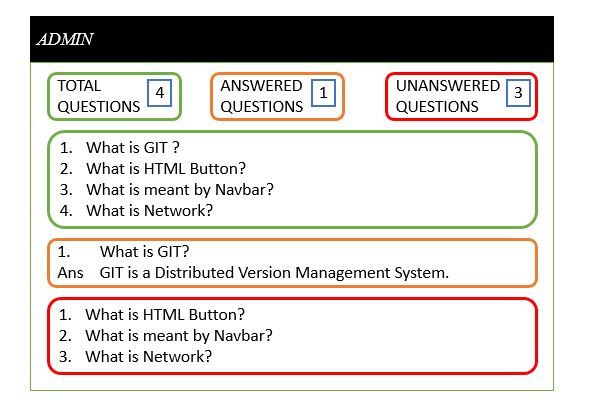 ADMIN
TOTAL QUESTIONS 4
ANSWERED QUESTIONS 1
UNANSWERED QUESTIONS 3
1. What is GIT ?
2. What is HTML Button?
3. What is meant by Navbar?
4. What is Network?
1. What is GIT?
Ans GIT is a Distributed Version Management System.
1. What is HTML Button?
2. What is meant by Navbar?
3. What is Network?